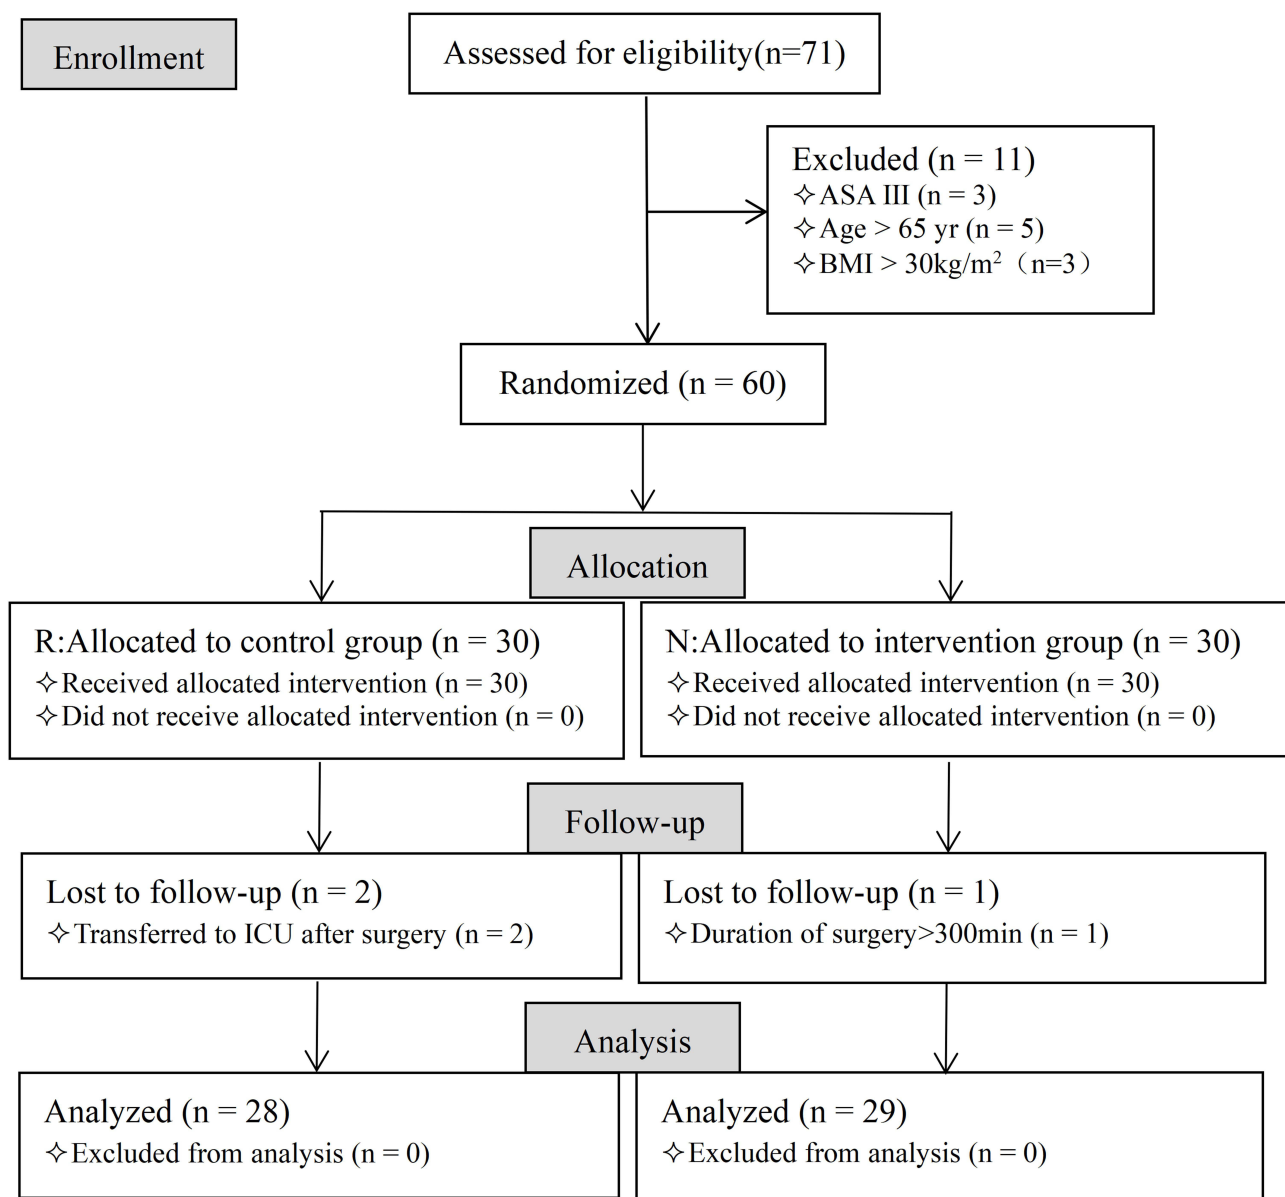 Enrollment
Assessed for eligibility(n=71)
Excluded (n = 11)
✧ASA III (n = 3)
✧Age > 65 yr (n = 5)
✧BMI > 30kg/m²（n=3）
Randomized (n = 60)
Allocation
R:Allocated to control group (n = 30)
✧Received allocated intervention (n = 30)
✧Did not receive allocated intervention (n = 0)
N:Allocated to intervention group (n = 30)
✧Received allocated intervention (n = 30)
✧Did not receive allocated intervention (n = 0)
Follow-up
Lost to follow-up (n = 2)
✧Transferred to ICU after surgery (n = 2)
Lost to follow-up (n = 1)
✧Duration of surgery>300min (n = 1)
Analysis
Analyzed (n = 28)
✧Excluded from analysis (n = 0)
Analyzed (n = 29)
✧Excluded from analysis (n = 0)